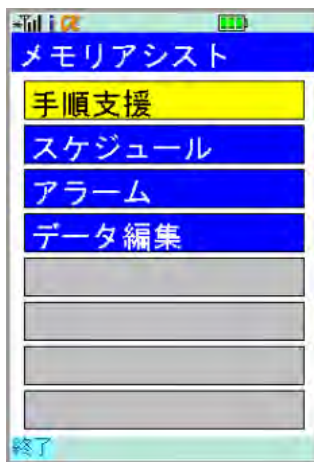 メモリアシスト
手順支援
スケジュール
アラーム
データ編集
終了